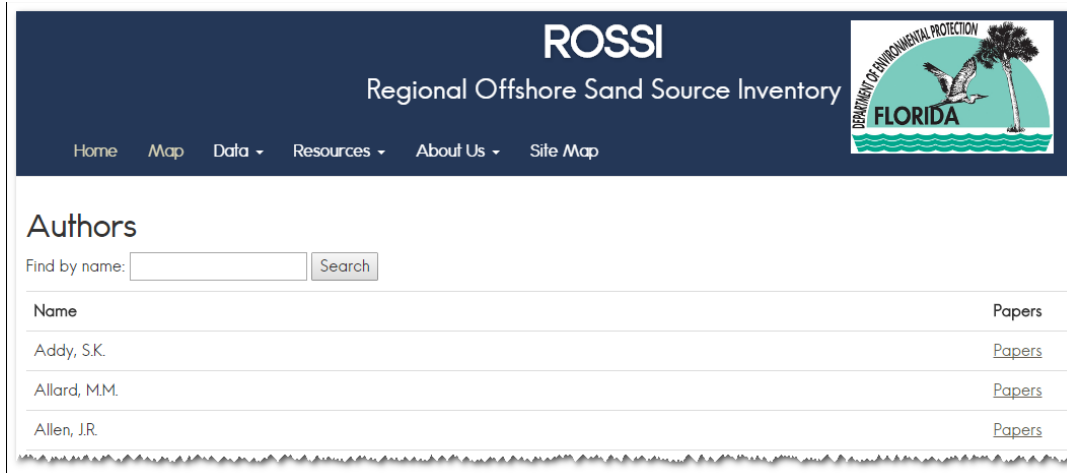 ROSSI
Regional Offshore Sand Source Inventory
DEPARTMENT OF ENVIRONMENTAL PROTECTION
FLORIDA
Home Map Data Resources About Us Site Map
Authors
Find by name: Search
Name Papers
Addy, S.K. Papers
Allard, M.M. Papers
Allen, J.R. Papers